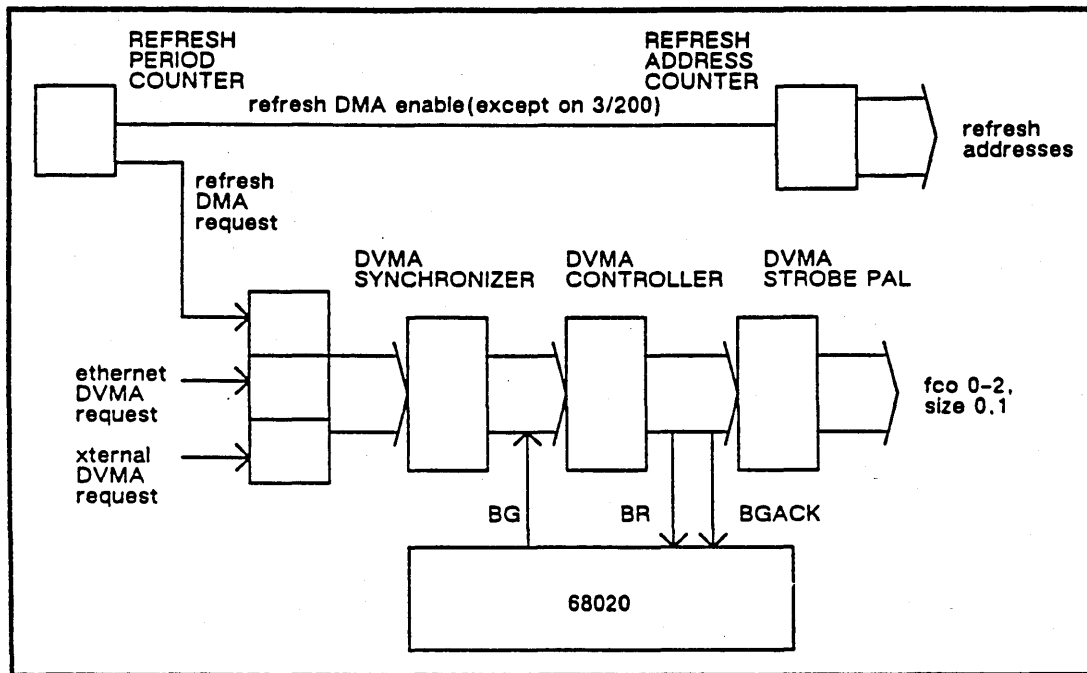 REFRESH
PERIOD
COUNTER
REFRESH
ADDRESS
COUNTER
refresh DMA enable(except on 3/200)
refresh
addresses
refresh
DMA
request
DVMA
SYNCHRONIZER
DVMA
CONTROLLER
DVMA
STROBE PAL
ethernet
DVMA
request
fco 0-2,
size 0,1
xternal
DVMA
request
BG
BR
BGACK
68020